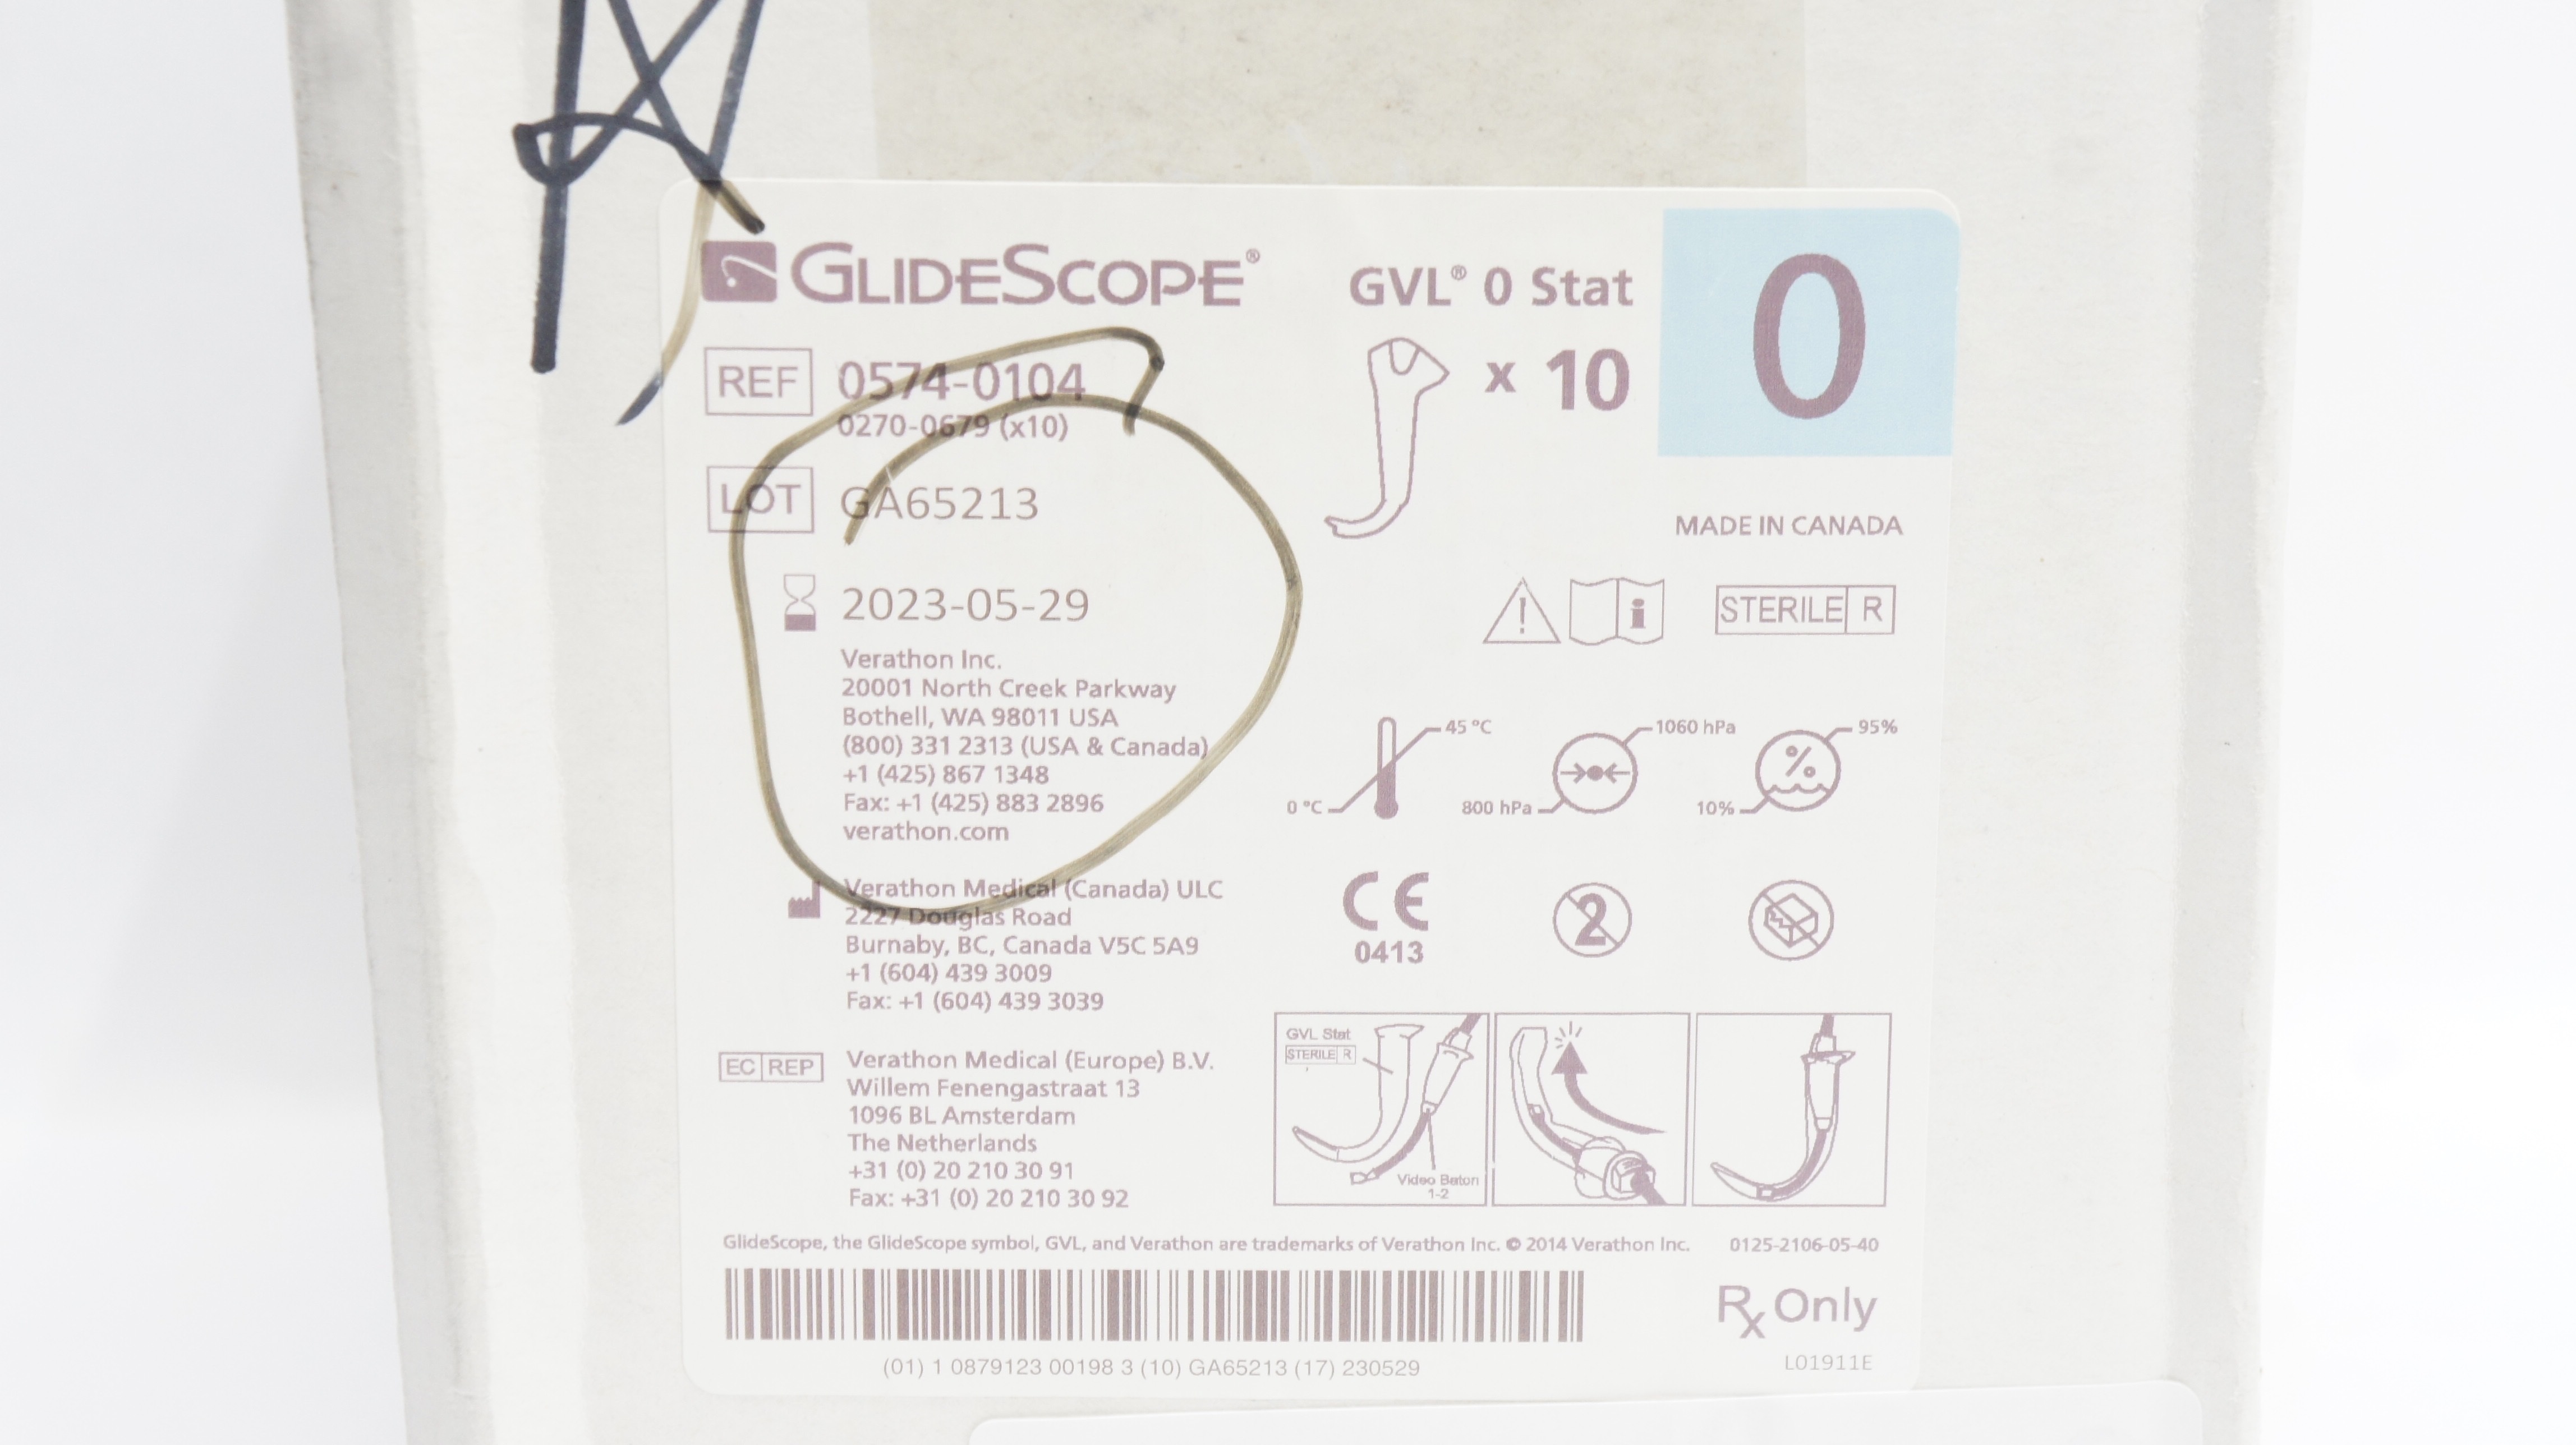 GLIDESCOPE®
GVL® 0 Stat
0
REF 0574-0104
0270-0679 (x10)
x 10
LOT GA65213
MADE IN CANADA
2023-05-29
STERILE R
Verathon Inc.
20001 North Creek Parkway
Bothell, WA 98011 USA
(800) 331 2313 (USA & Canada)
+1 (425) 867 1348
Fax: +1 (425) 883 2896
verathon.com
45 °C
0 °C
1060 hPa
800 hPa
95%
%
10%
Verathon Medical (Canada) ULC
2227 Douglas Road
Burnaby, BC, Canada V5C 5A9
+1 (604) 439 3009
Fax: +1 (604) 439 3039
CE
0413
2
EC REP
Verathon Medical (Europe) B.V.
Willem Fenengastraat 13
1096 BL Amsterdam
The Netherlands
+31 (0) 20 210 30 91
Fax: +31 (0) 20 210 30 92
GVL Stat
STERILE R
Video Baton
1-2
GlideScope, the GlideScope symbol, GVL, and Verathon are trademarks of Verathon Inc. © 2014 Verathon Inc.
0125-2106-05-40
Rx Only
(01) 1 0879123 00198 3 (10) GA65213 (17) 230529
L01911E